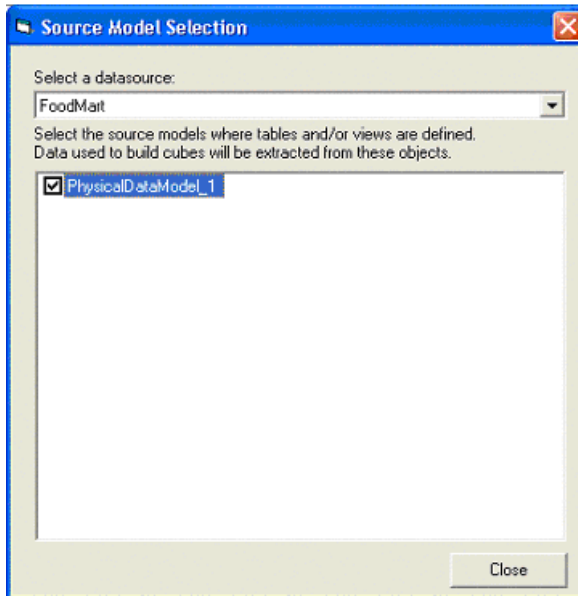 Source Model Selection
Select a datasource:
FoodMart
Select the source models where tables and/or views are defined.
Data used to build cubes will be extracted from these objects.
PhysicalDataModel_1
Close